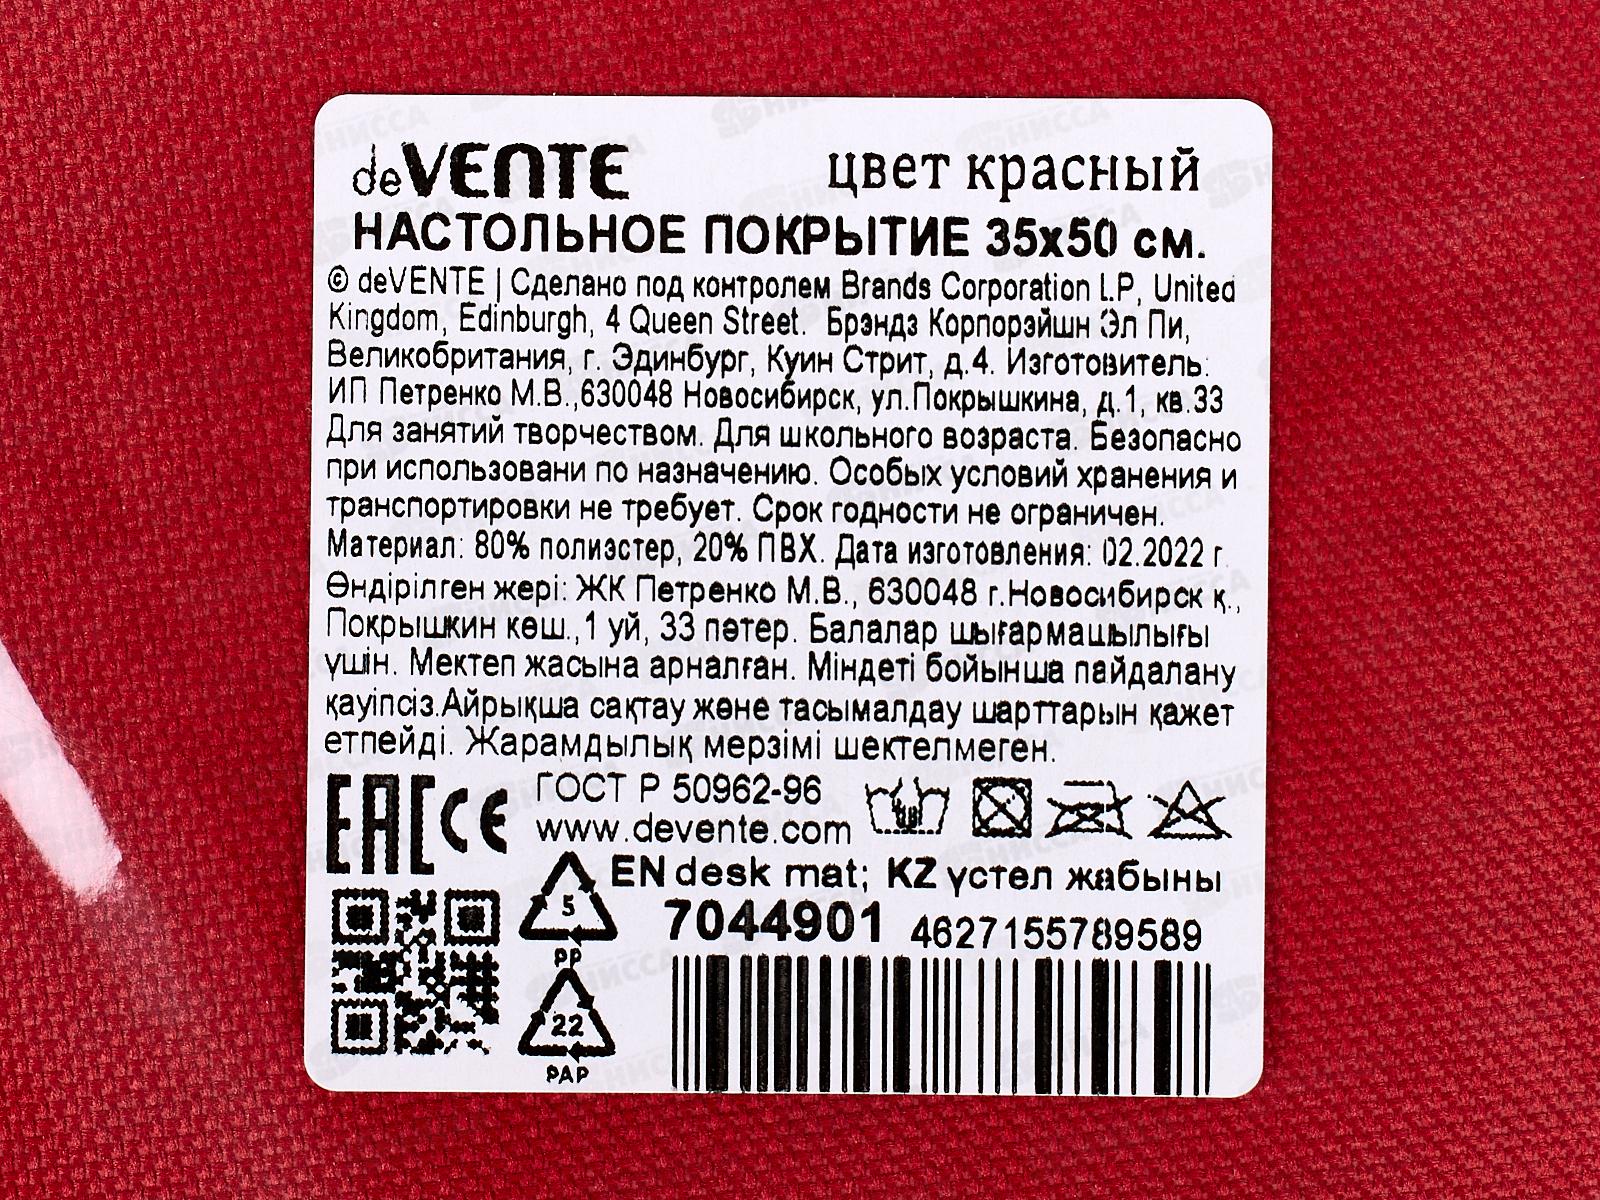 deVENTE цвет красный
НАСТОЛЬНОЕ ПОКРЫТИЕ 35х50 см.
© deVENTE | Сделано под контролем Brands Corporation L.P, United
Kingdom, Edinburgh, 4 Queen Street. Брэндз Корпорэйшн Эл Пи,
Великобритания, г. Эдинбург, Куин Стрит, д.4. Изготовитель:
ИП Петренко М.В.,630048 Новосибирск, ул.Покрышкина, д.1, кв.33
Для занятий творчеством. Для школьного возраста. Безопасно
при использовани по назначению. Особых условий хранения и
транспортировки не требует. Срок годности не ограничен.
Материал: 80% полиэстер, 20% ПВХ. Дата изготовления: 02.2022 г.
Өндірілген жері: ЖК Петренко М.В., 630048 г.Новосибирск қ.,
Покрышкин көш.,1 үй, 33 пәтер. Балалар шығармашылығы
үшін. Мектеп жасына арналған. Міндеті бойынша пайдалану
қауіпсіз.Айрықша сақтау және тасымалдау шарттарын қажет
етпейді. Жарамдылық мерзімі шектелмеген.
EAC CE ГОСТ Р 50962-96
www.devente.com
EN desk mat; KZ үстел жабыны
5
PP
7044901 4627155789589
22
PAP
НИССА